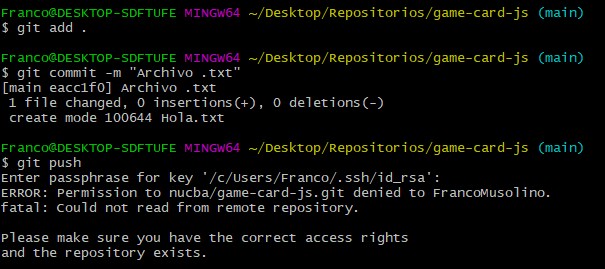 Franco@DESKTOP-SDFTUFE MINGW64 ~/Desktop/Repositorios/game-card-js (main)
$ git add .
Franco@DESKTOP-SDFTUFE MINGW64 ~/Desktop/Repositorios/game-card-js (main)
$ git commit -m "Archivo .txt"
[main eacc1f0] Archivo .txt
 1 file changed, 0 insertions(+), 0 deletions(-)
 create mode 100644 Hola.txt
Franco@DESKTOP-SDFTUFE MINGW64 ~/Desktop/Repositorios/game-card-js (main)
$ git push
Enter passphrase for key '/c/Users/Franco/.ssh/id_rsa':
ERROR: Permission to nucba/game-card-js.git denied to FrancoMusolino.
fatal: Could not read from remote repository.
Please make sure you have the correct access rights
and the repository exists.